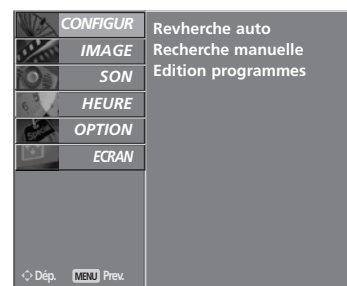 CONFIGUR
IMAGE
SON
HEURE
OPTION
ECRAN
Revherche auto
Recherche manuelle
Edition programmes
Dép. MENU Prev.